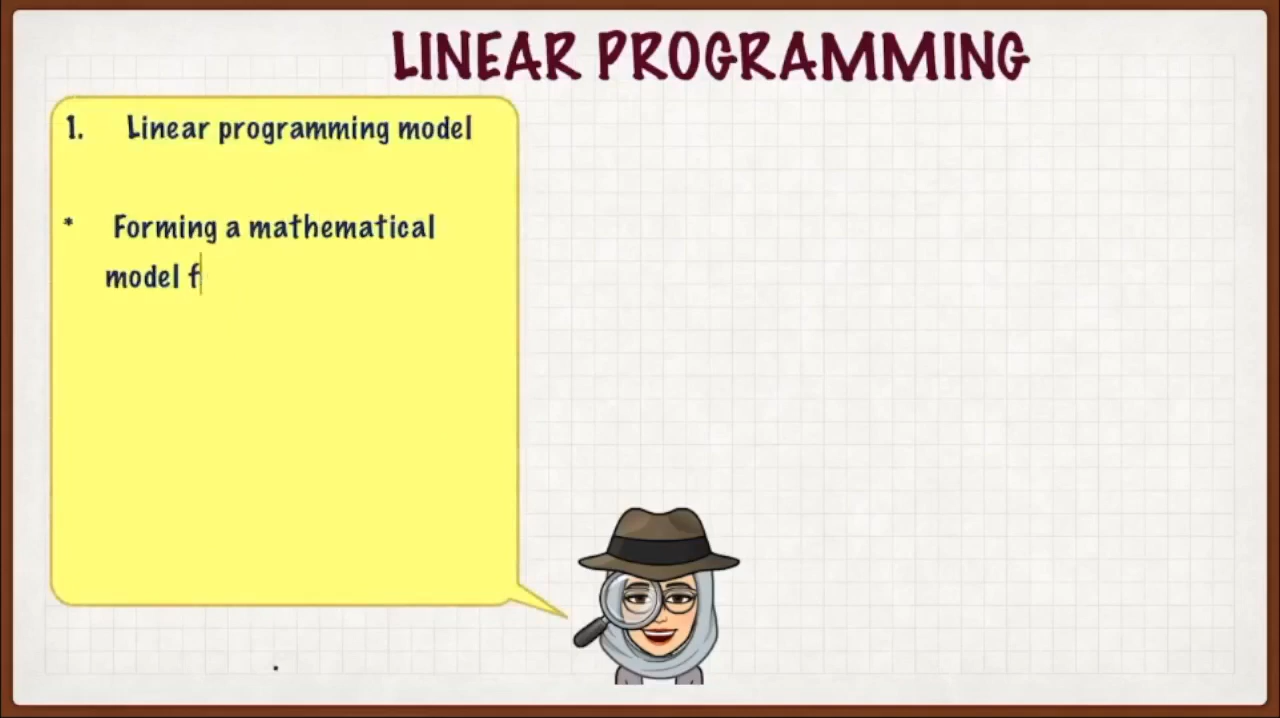 LINEAR PROGRAMMING
1. Linear programming model
* Forming a mathematical
model f